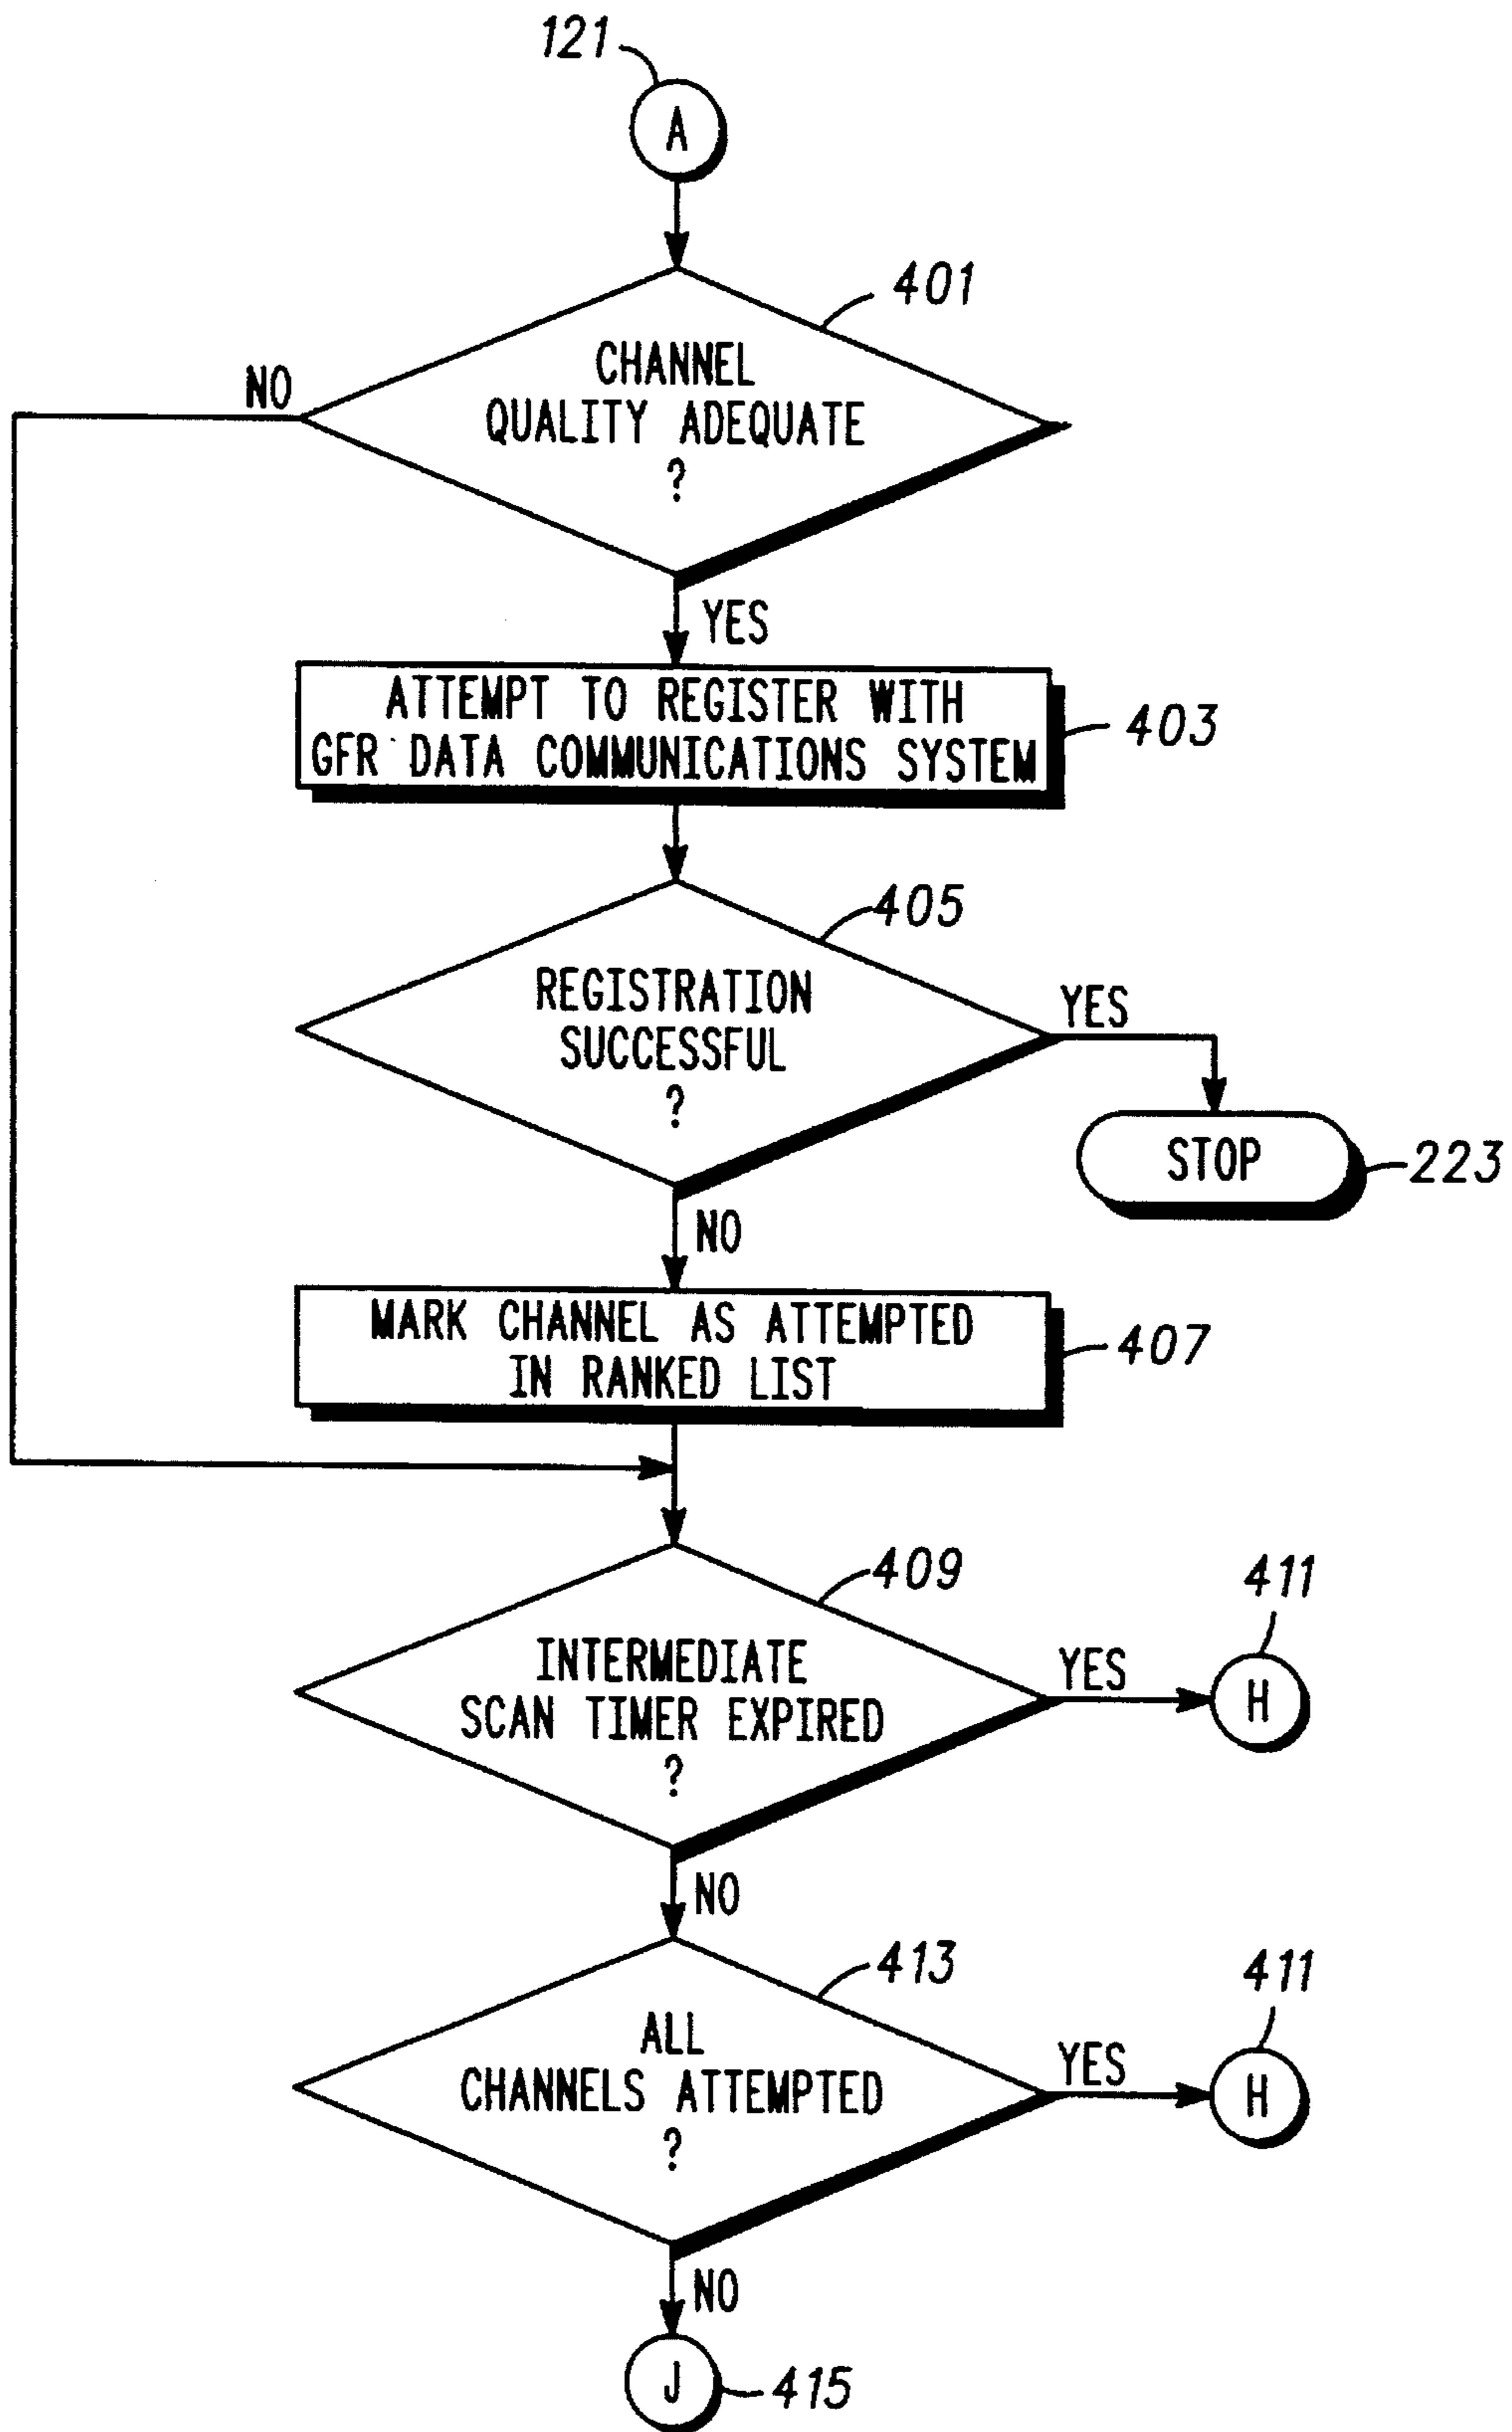 121
A
401
CHANNEL
QUALITY ADEQUATE
?
NO
YES
ATTEMPT TO REGISTER WITH
GFR DATA COMMUNICATIONS SYSTEM
403
405
REGISTRATION
SUCCESSFUL
?
YES
STOP
223
NO
MARK CHANNEL AS ATTEMPTED
IN RANKED LIST
407
409
INTERMEDIATE
SCAN TIMER EXPIRED
?
YES
411
H
NO
413
ALL
CHANNELS ATTEMPTED
?
YES
411
H
NO
J
415